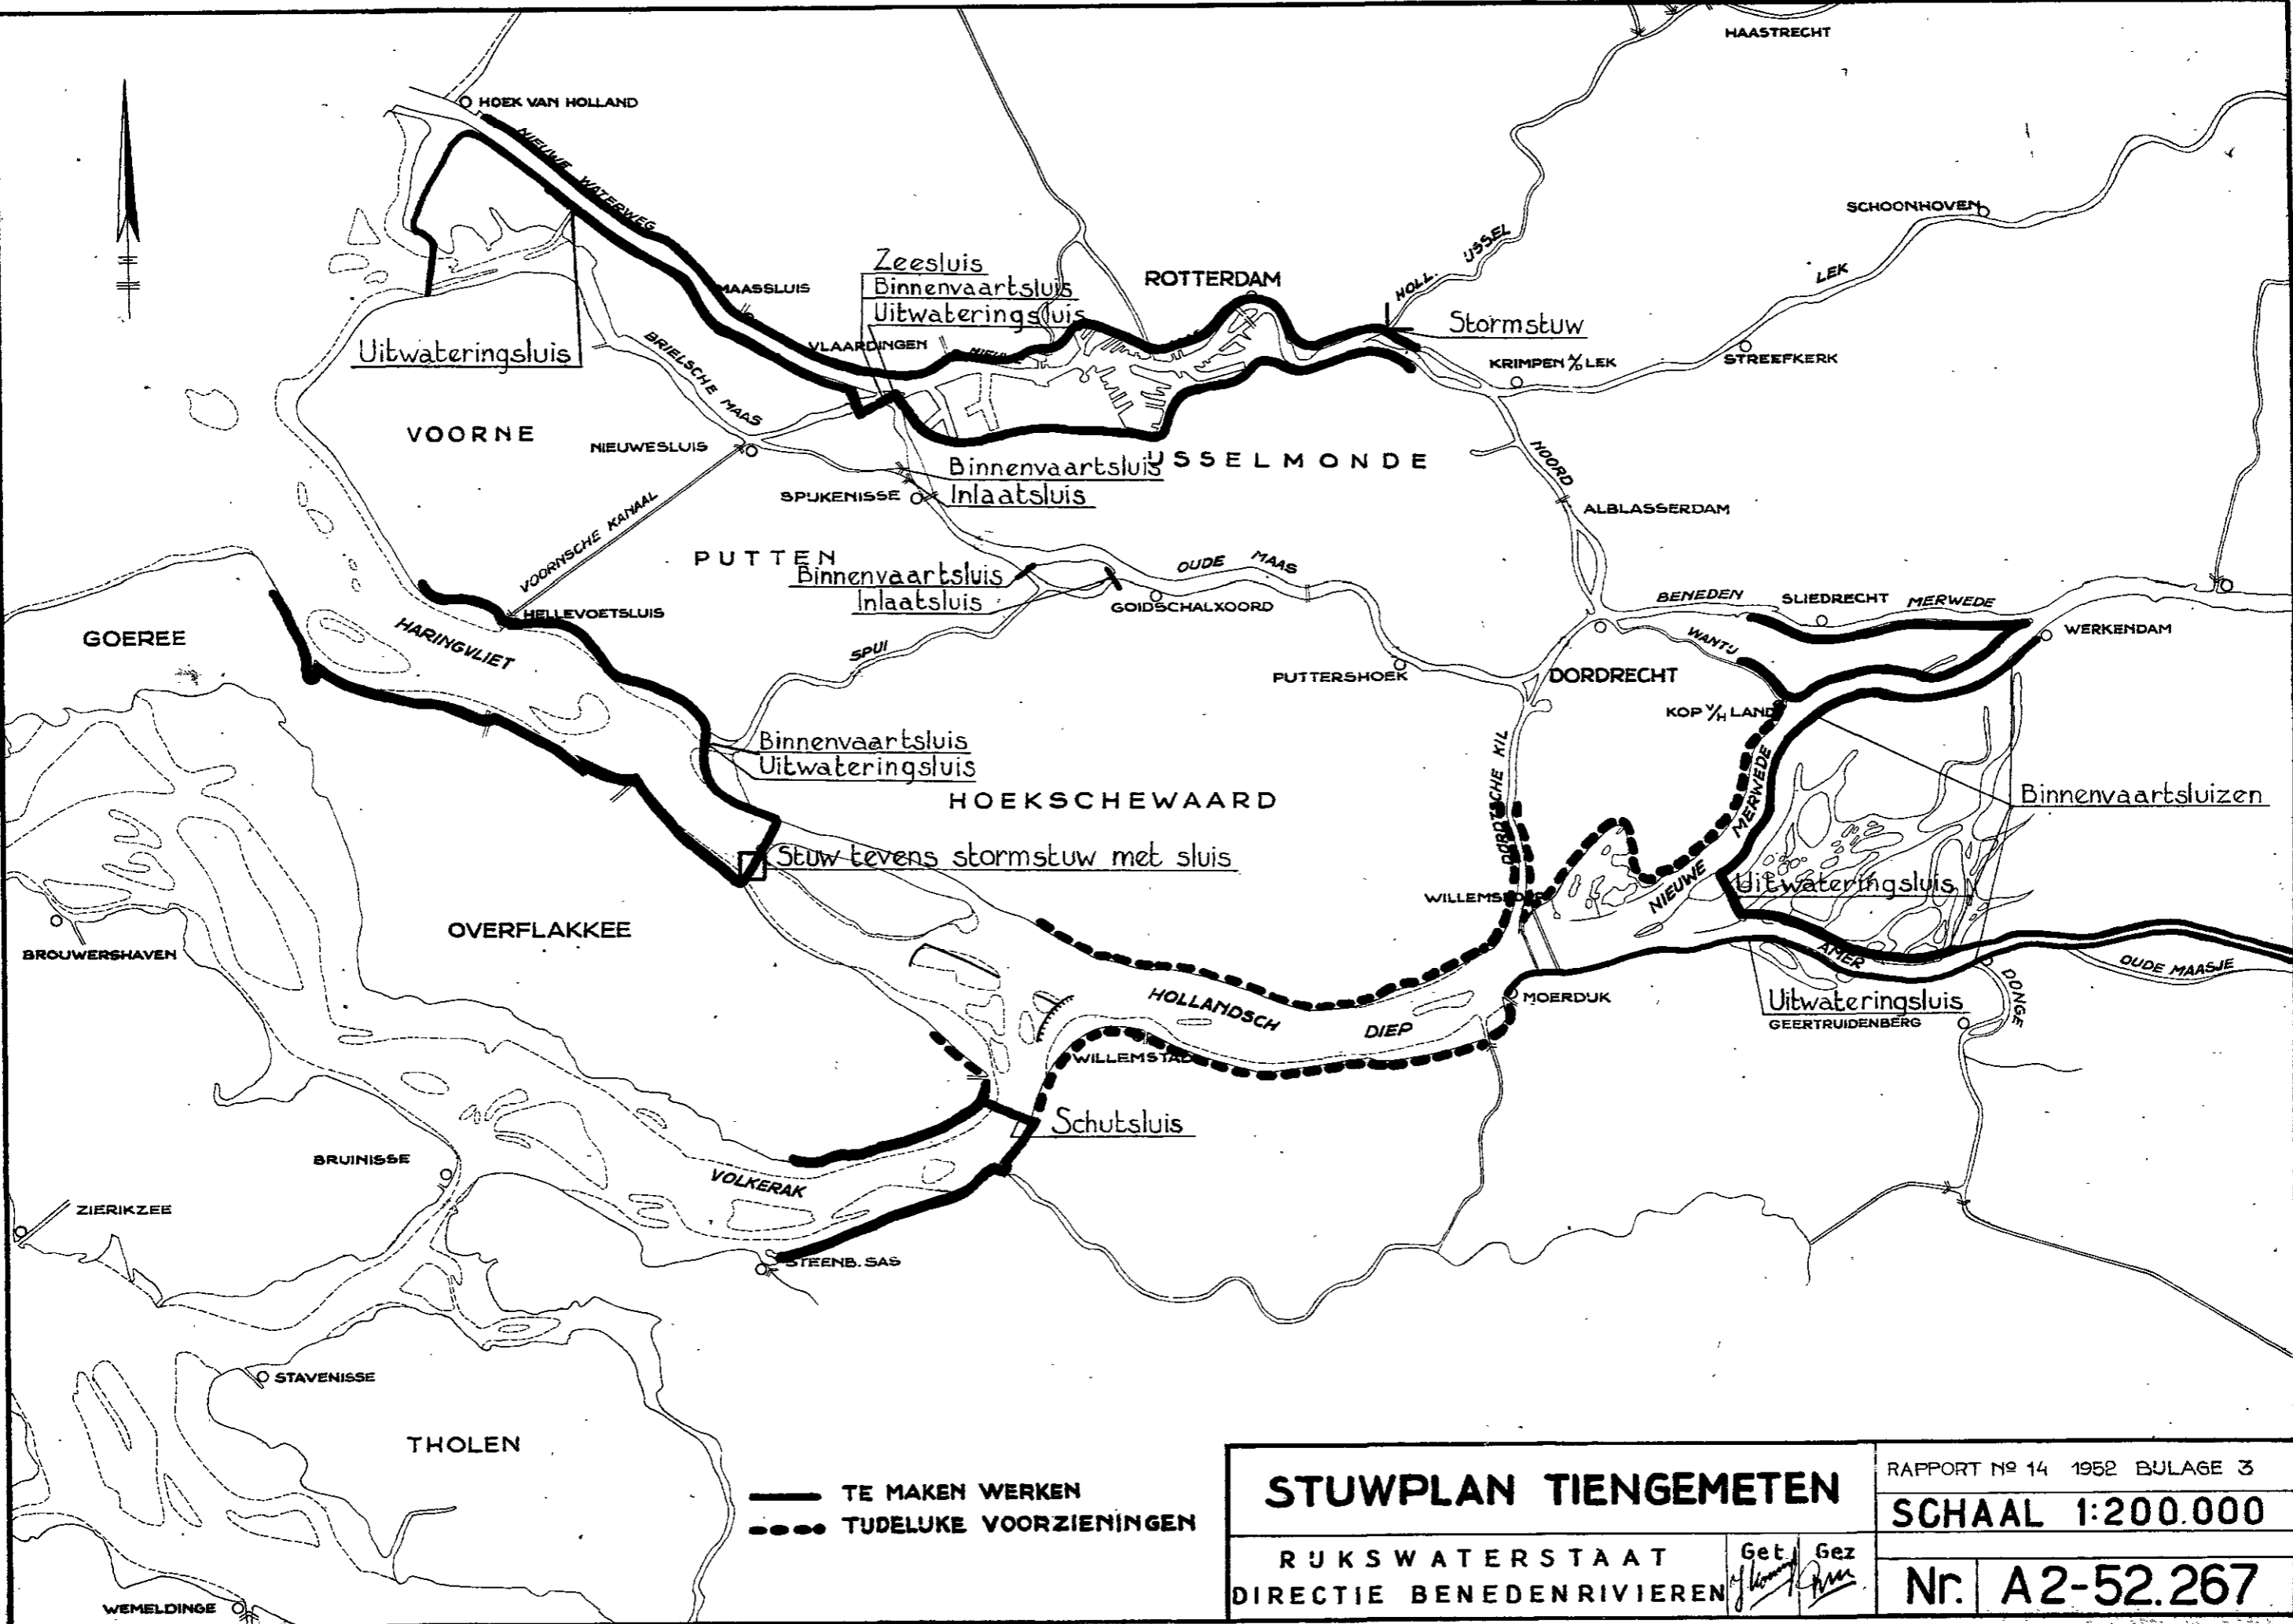 HAASTRECHT
HOEK VAN HOLLAND
NIEUWE WATERWEG
SCHOONHOVEN
HOLL. IJSSEL
LEK
Zeesluis
Binnenvaartsluis
Uitwateringsluis
ROTTERDAM
MAASSLUIS
Stormstuw
VLAARDINGEN
Uitwateringsluis
KRIMPEN A/D LEK
STREEFKERK
BRIELSCHE MAAS
VOORNE
NIEUWESLUIS
IJSSELMONDE
Binnenvaartsluis
Inlaatsluis
SPIJKENISSE
NOORD
ALBLASSERDAM
VOORNSCHE KANAAL
PUTTEN
OUDE MAAS
Binnenvaartsluis
Inlaatsluis
GOIDSCHALXOORD
BENEDEN MERWEDE
SLIEDRECHT
HELLEVOETSLUIS
GOEREE
HARINGVLIET
WERKENDAM
SPUI
WANTIJ
PUTTERSHOEK
DORDRECHT
KOP V/H LAND
Binnenvaartsluis
Uitwateringsluis
DORDTSCHE KIL
HOEKSCHEWAARD
NIEUWE MERWEDE
Binnenvaartsluizen
Stuw tevens stormstuw met sluis
Uitwateringsluis
OVERFLAKKEE
BROUWERSHAVEN
AMER
OUDE MAASJE
HOLLANDSCH DIEP
MOERDIJK
DONGE
Uitwateringsluis
GEERTRUIDENBERG
WILLEMSTAD
Schutsluis
BRUINISSE
VOLKERAK
ZIERIKZEE
STEENB. SAS
STAVENISSE
THOLEN
WEMELDINGE
TE MAKEN WERKEN
TIJDELIJKE VOORZIENINGEN
STUWPLAN TIENGEMETEN
RIJKSWATERSTAAT
DIRECTIE BENEDENRIVIEREN
Get
Gez
RAPPORT Nº 14 1952 BIJLAGE 3
SCHAAL 1:200.000
Nr. A2-52.267